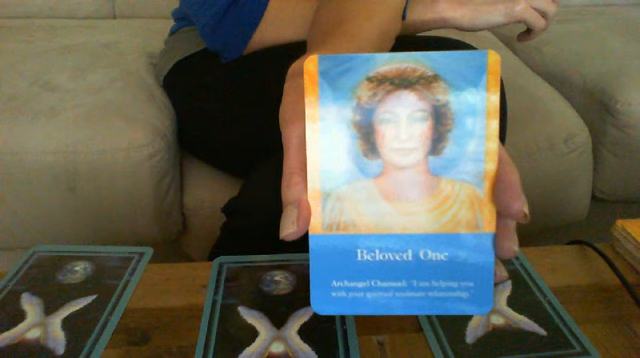 Beloved One
Archangel Chamuel: "I am helping you
with your spiritual soulmate relationship."